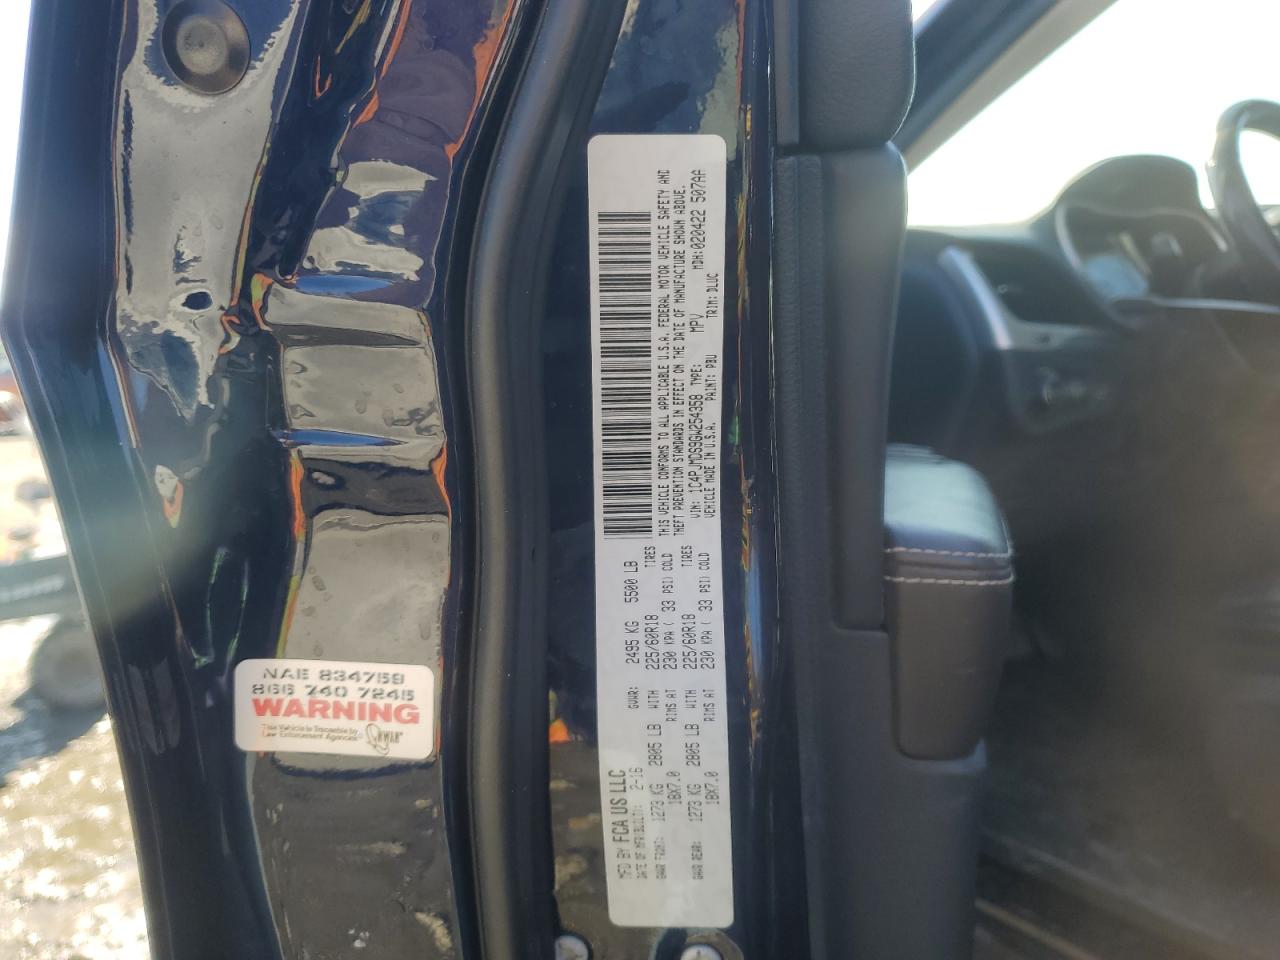 MFD BY FCA US LLC
DATE OF MFR(BUILT): 2-16 GVWR: 2495 KG 5500 LB
GAWR FRONT: 1273 KG 2805 LB WITH 225/60R18 TIRES
18X7.0 RIMS AT 230 KPA ( 33 PSI) COLD
GAWR REAR: 1273 KG 2805 LB WITH 225/60R18 TIRES
18X7.0 RIMS AT 230 KPA ( 33 PSI) COLD
THIS VEHICLE CONFORMS TO ALL APPLICABLE U.S.A. FEDERAL MOTOR VEHICLE SAFETY AND
THEFT PREVENTION STANDARDS IN EFFECT ON THE DATE OF MANUFACTURE SHOWN ABOVE.
VIN: 1C4PJMDS9GW254358 TYPE: MPV MDH:020422 507AA
VEHICLE MADE IN U.S.A. PAINT: PBU TRIM: DLUC
NAE 834759
866 740 7245
WARNING
This Vehicle is Traceable by
Law Enforcement Agencies